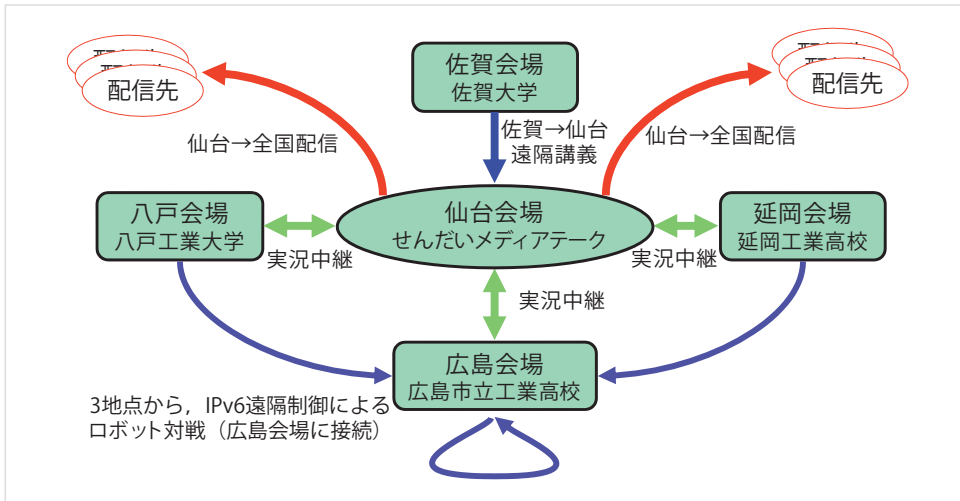 配信先
配信先
佐賀会場
佐賀大学
仙台→全国配信
佐賀→仙台
遠隔講義
仙台→全国配信
八戸会場
八戸工業大学
仙台会場
せんだいメディアテーク
延岡会場
延岡工業高校
実況中継
実況中継
実況中継
広島会場
広島市立工業高校
3地点から，IPv6遠隔制御による
ロボット対戦（広島会場に接続）